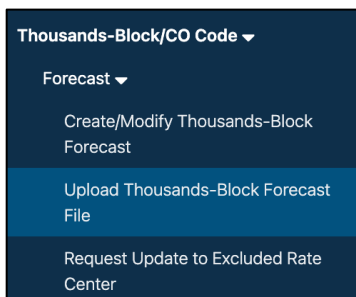 Thousands-Block/CO Code
Forecast
Create/Modify Thousands-Block
Forecast
Upload Thousands-Block Forecast
File
Request Update to Excluded Rate
Center